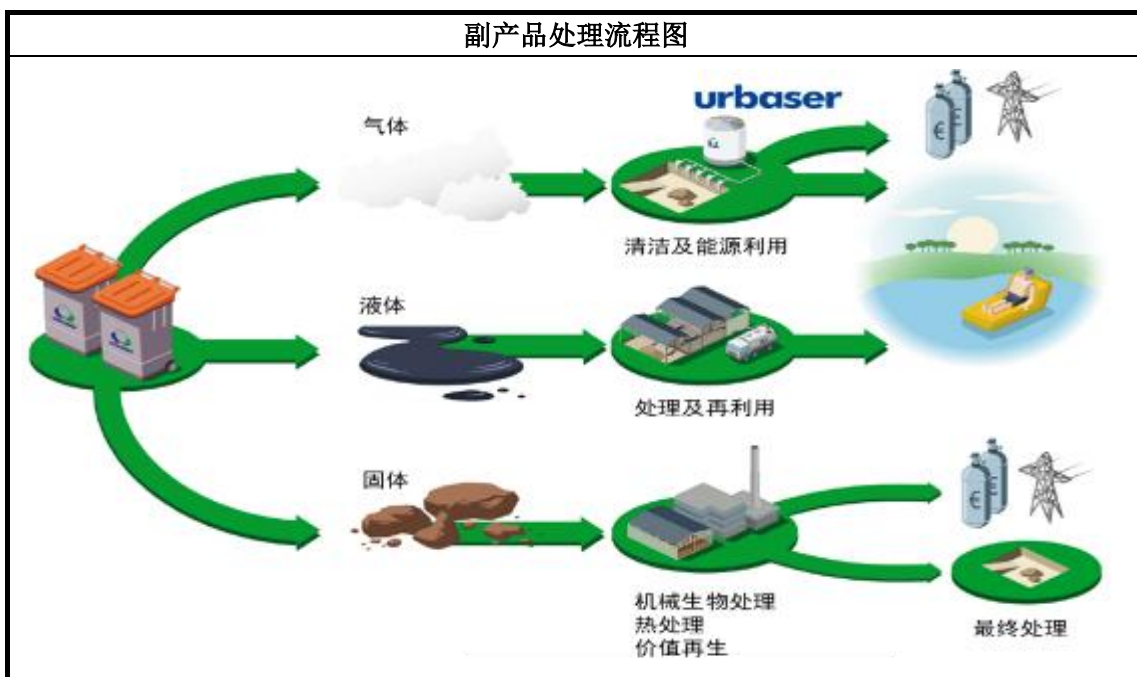 副产品处理流程图
urbaser
气体
清洁及能源利用
液体
处理及再利用
固体
机械生物处理
热处理
价值再生
最终处理